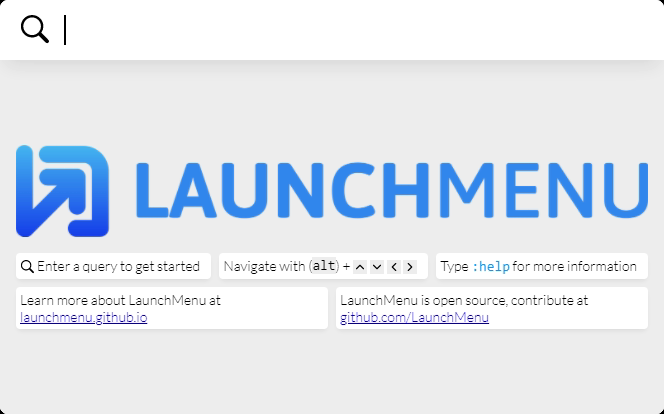 LAUNCHMENU
Enter a query to get started
Navigate with (alt) +
Type :help for more information
Learn more about LaunchMenu at
launchmenu.github.io
LaunchMenu is open source, contribute at
github.com/LaunchMenu